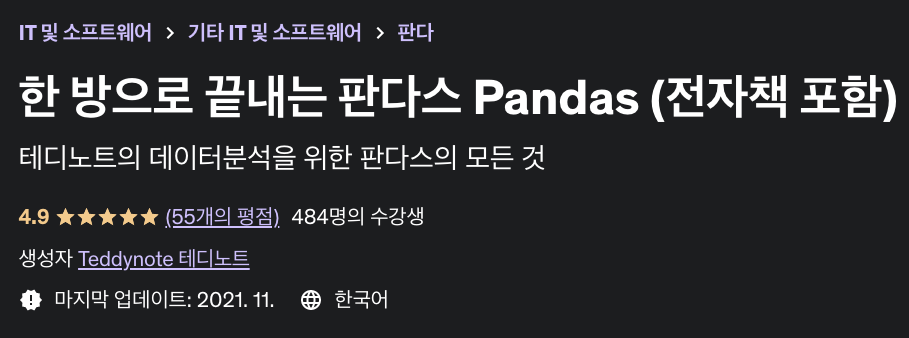 IT 및 소프트웨어 > 기타 IT 및 소프트웨어 > 판다
한 방으로 끝내는 판다스 Pandas (전자책 포함)
테디노트의 데이터분석을 위한 판다스의 모든 것
4.9 ★★★★★ (55개의 평점) 484명의 수강생
생성자 Teddynote 테디노트
마지막 업데이트: 2021. 11. 한국어